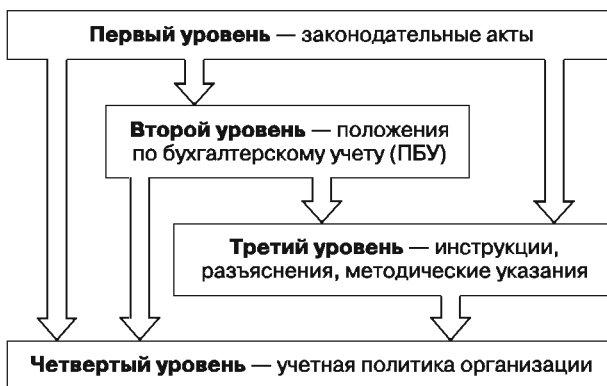 Первый уровень — законодательные акты
Второй уровень — положения
по бухгалтерскому учету (ПБУ)
Третий уровень — инструкции,
разъяснения, методические указания
Четвертый уровень — учетная политика организации